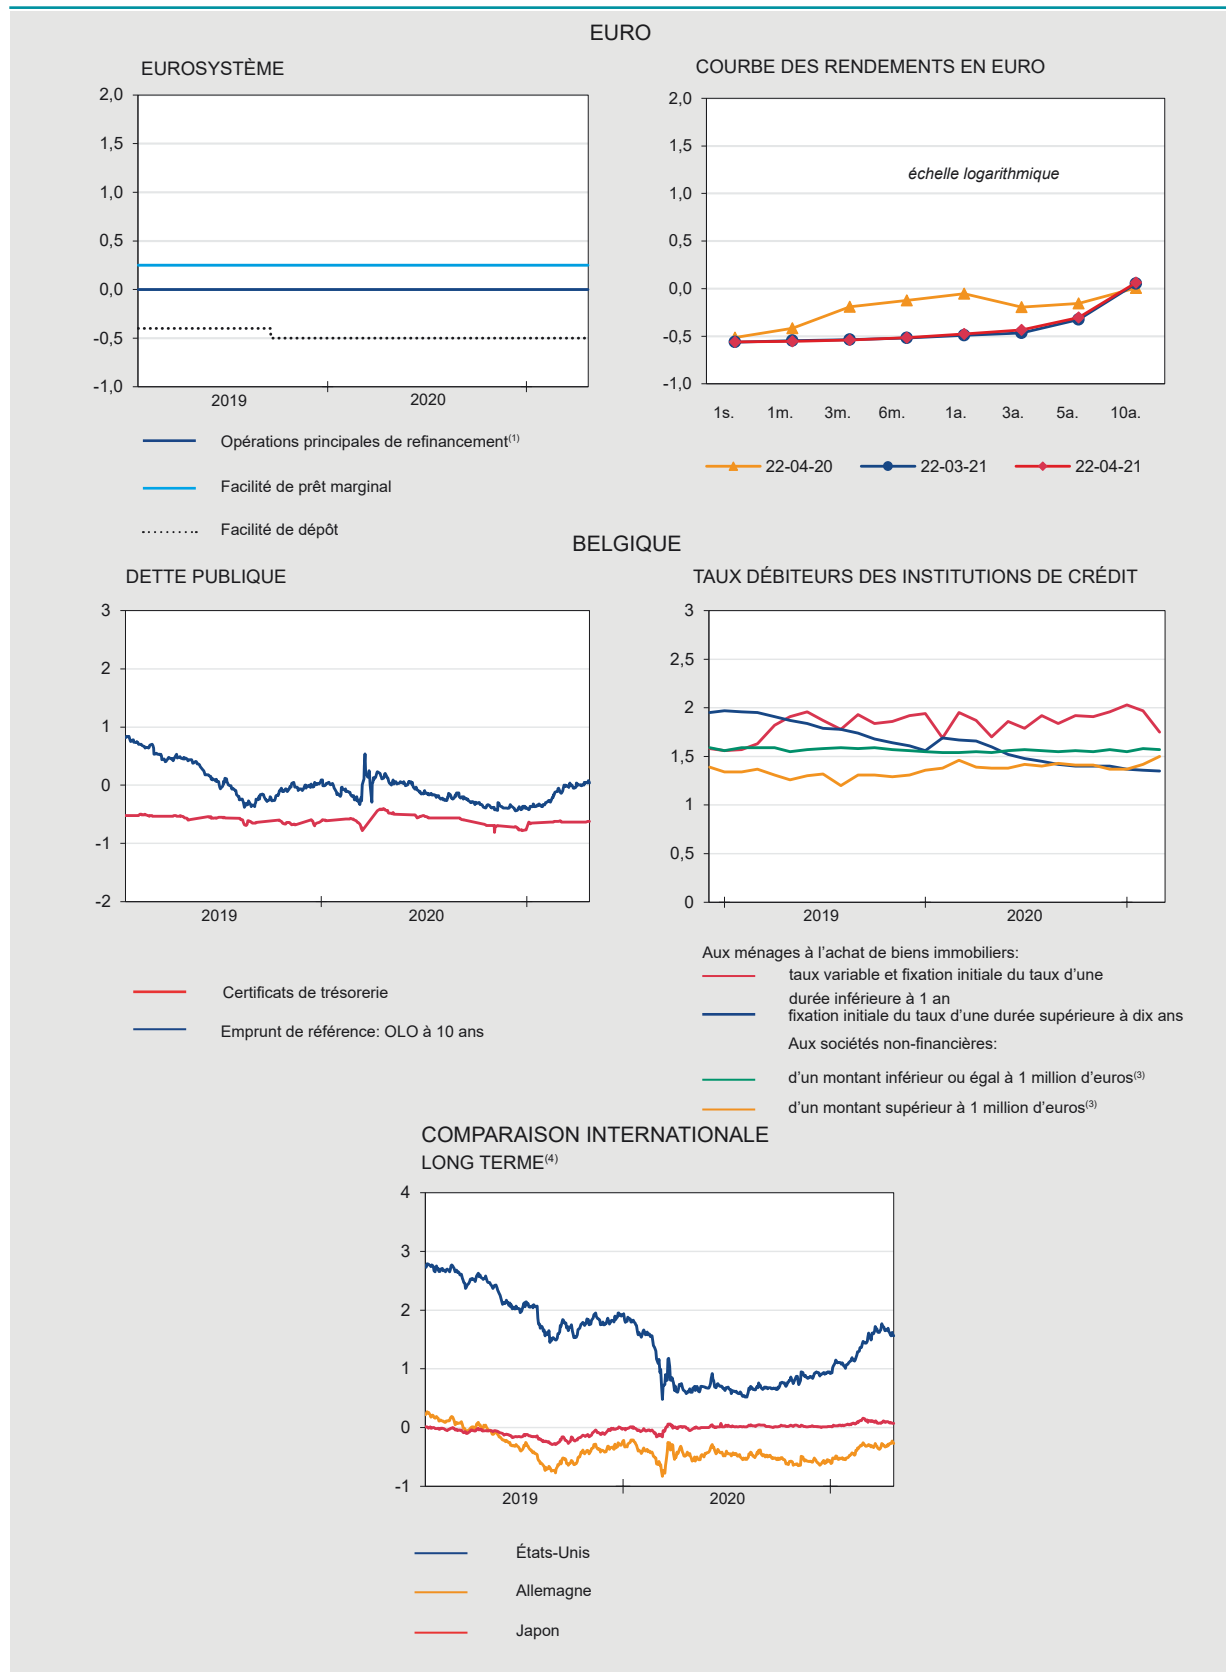 EURO
EUROSYSTÈME
2,0
1,5
1,0
0,5
0,0
-0,5
-1,0
2019
2020
Opérations principales de refinancement(1)
Facilité de prêt marginal
Facilité de dépôt
COURBE DES RENDEMENTS EN EURO
2,0
1,5
1,0
0,5
0,0
-0,5
-1,0
échelle logarithmique
1s. 1m. 3m. 6m. 1a. 3a. 5a. 10a.
22-04-20 22-03-21 22-04-21
BELGIQUE
DETTE PUBLIQUE
3
2
1
0
-1
-2
2019
2020
Certificats de trésorerie
Emprunt de référence: OLO à 10 ans
TAUX DÉBITEURS DES INSTITUTIONS DE CRÉDIT
3
2,5
2
1,5
1
0,5
0
2019
2020
Aux ménages à l’achat de biens immobiliers:
taux variable et fixation initiale du taux d’une
durée inférieure à 1 an
fixation initiale du taux d’une durée supérieure à dix ans
Aux sociétés non-financières:
d’un montant inférieur ou égal à 1 million d’euros(3)
d’un montant supérieur à 1 million d’euros(3)
COMPARAISON INTERNATIONALE
LONG TERME(4)
4
3
2
1
0
-1
2019
2020
États-Unis
Allemagne
Japon